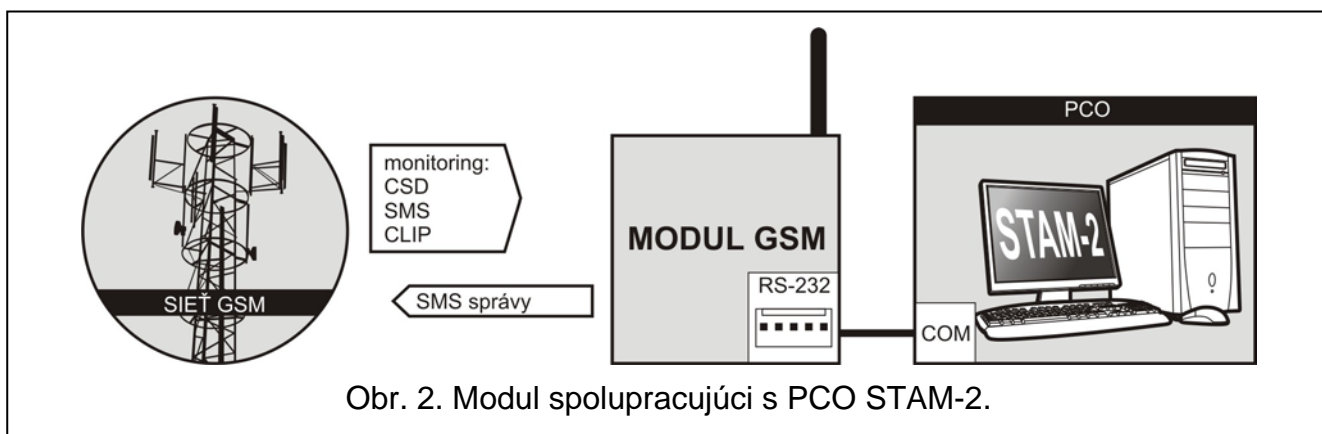 SIEŤ GSM
monitoring:
CSD
SMS
CLIP
SMS správy
MODUL GSM
RS-232
PCO
STAM-2
COM
Obr. 2. Modul spolupracujúci s PCO STAM-2.